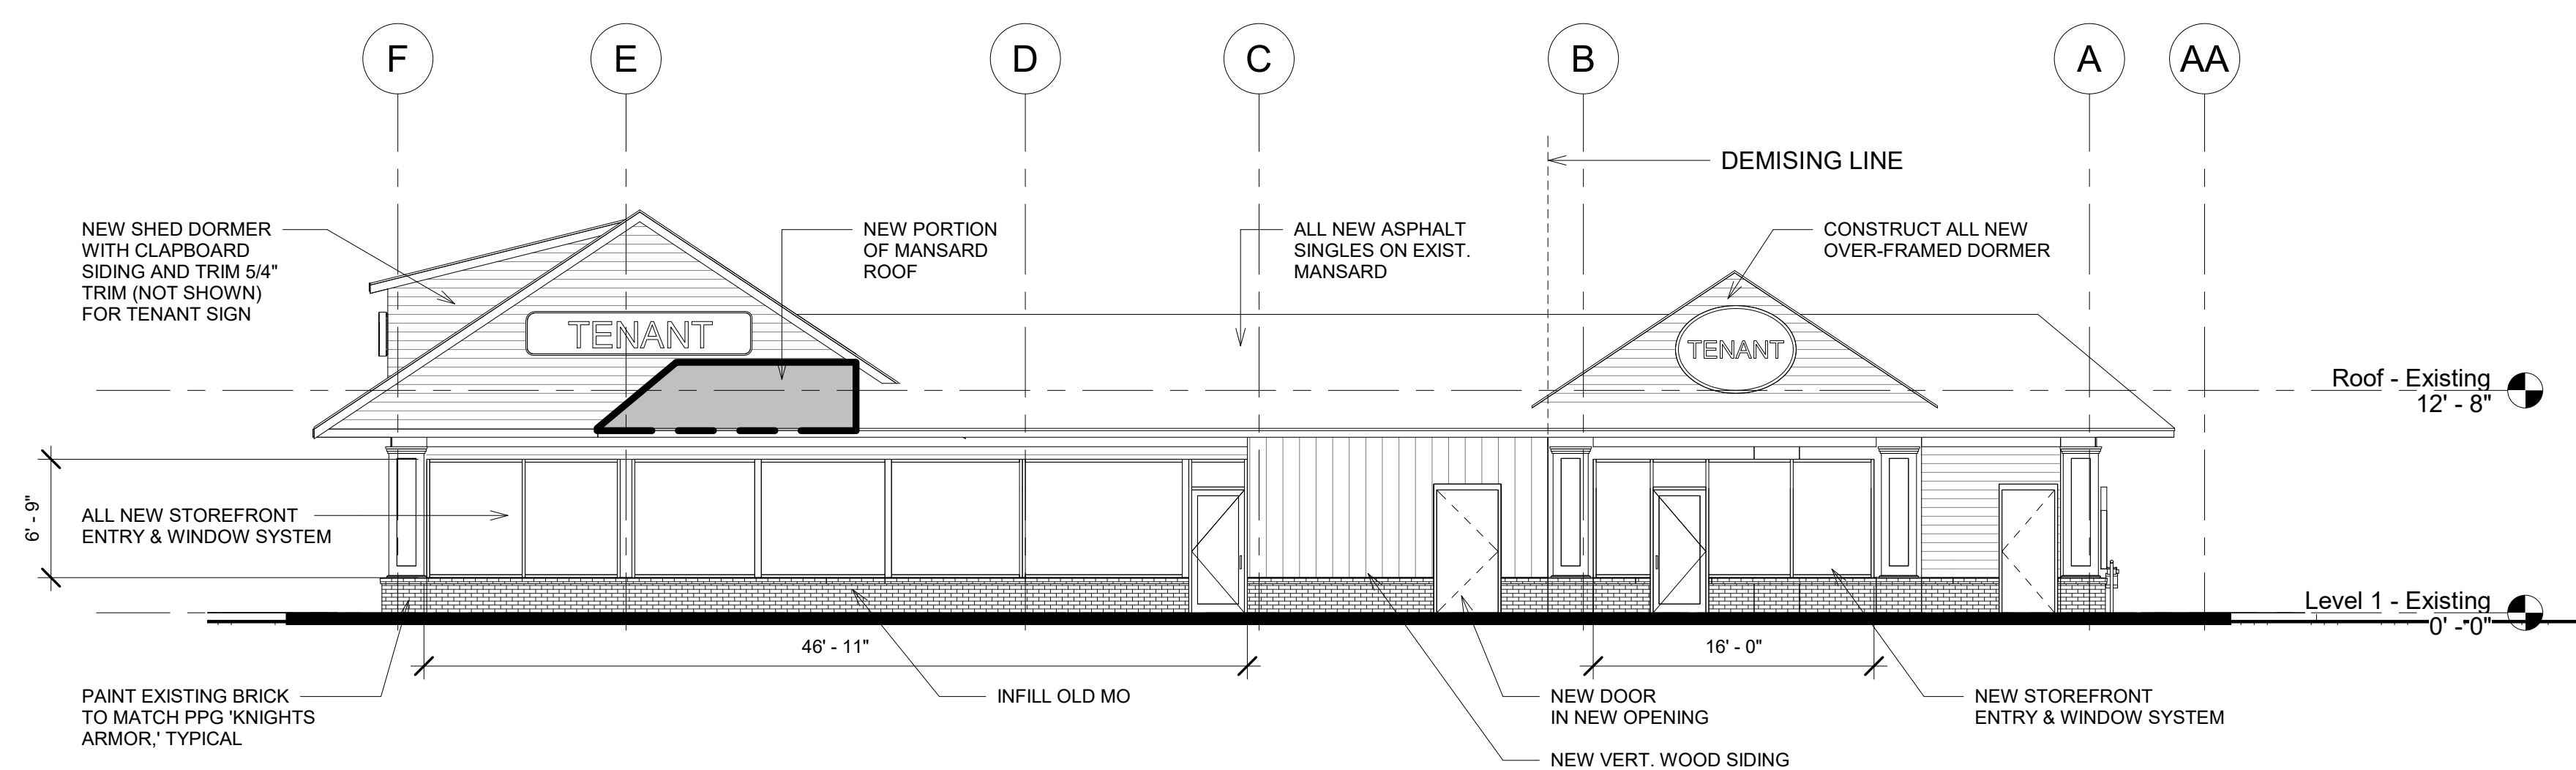 F
E
D
C
B
A
AA
DEMISING LINE
NEW SHED DORMER
WITH CLAPBOARD
SIDING AND TRIM 5/4"
TRIM (NOT SHOWN)
FOR TENANT SIGN
NEW PORTION
OF MANSARD
ROOF
ALL NEW ASPHALT
SINGLES ON EXIST.
MANSARD
CONSTRUCT ALL NEW
OVER-FRAMED DORMER
TENANT
TENANT
Roof - Existing
12' - 8"
6' - 9"
ALL NEW STOREFRONT
ENTRY & WINDOW SYSTEM
Level 1 - Existing
0' - 0"
46' - 11"
16' - 0"
PAINT EXISTING BRICK
TO MATCH PPG 'KNIGHTS
ARMOR,' TYPICAL
INFILL OLD MO
NEW DOOR
IN NEW OPENING
NEW STOREFRONT
ENTRY & WINDOW SYSTEM
NEW VERT. WOOD SIDING